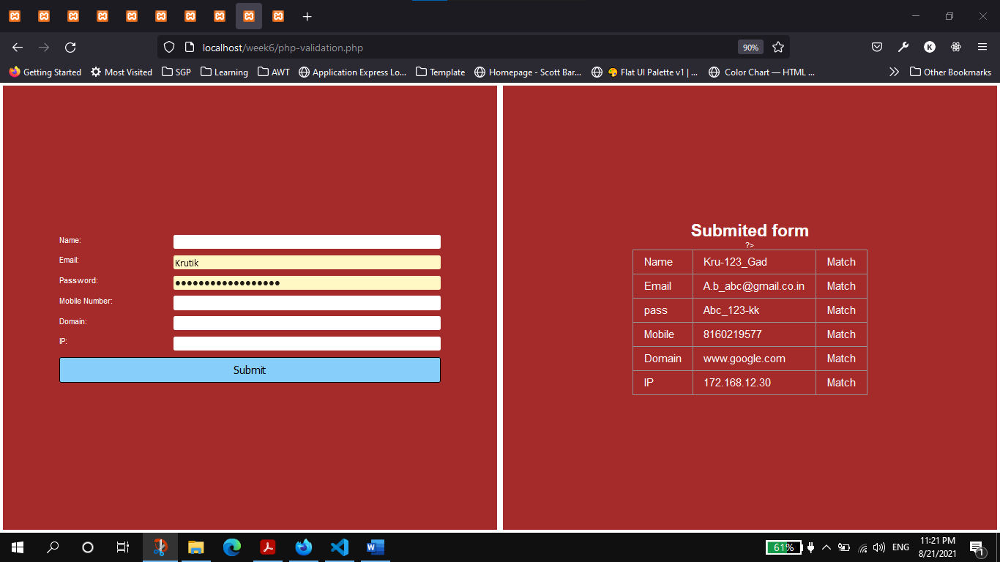 localhost/week6/php-validation.php 90% K
Getting Started Most Visited SGP Learning AWT Application Express Lo... Template Homepage - Scott Bar... Flat UI Palette v1 | ... Color Chart — HTML ... Other Bookmarks
Name:
Email: Krutik
Password: ●●●●●●●●●●●●●●●●●●
Mobile Number:
Domain:
IP:
Submit
Submited form
?>
Name Kru-123_Gad Match
Email A.b_abc@gmail.co.in Match
pass Abc_123-kk Match
Mobile 8160219577 Match
Domain www.google.com Match
IP 172.168.12.30 Match
61% ENG 11:21 PM
8/21/2021 1